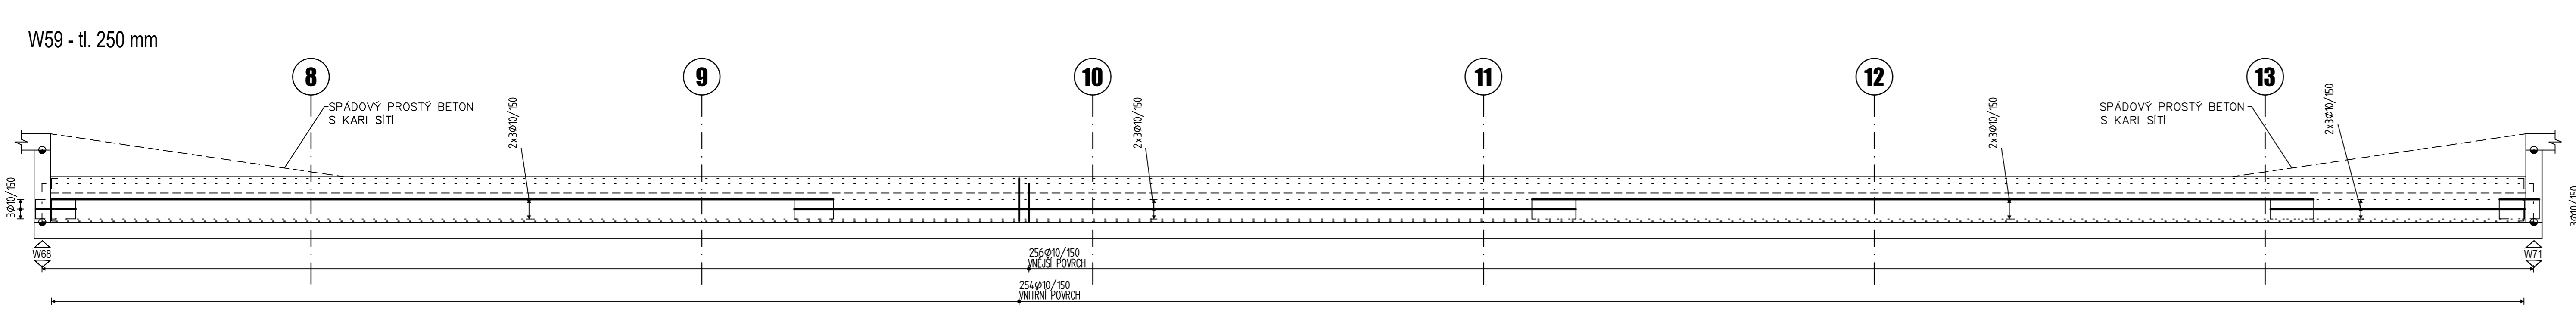 W59 - tl. 250 mm
8
9
10
11
12
13
SPÁDOVÝ PROSTÝ BETON
S KARI SÍTÍ
2x3Ø10/150
2x3Ø10/150
2x3Ø10/150
SPÁDOVÝ PROSTÝ BETON
S KARI SÍTÍ
2x3Ø10/150
3Ø10/150
3Ø10/150
W68
W71
256Ø10/150
VNĚJŠÍ POVRCH
254Ø10/150
VNITŘNÍ POVRCH